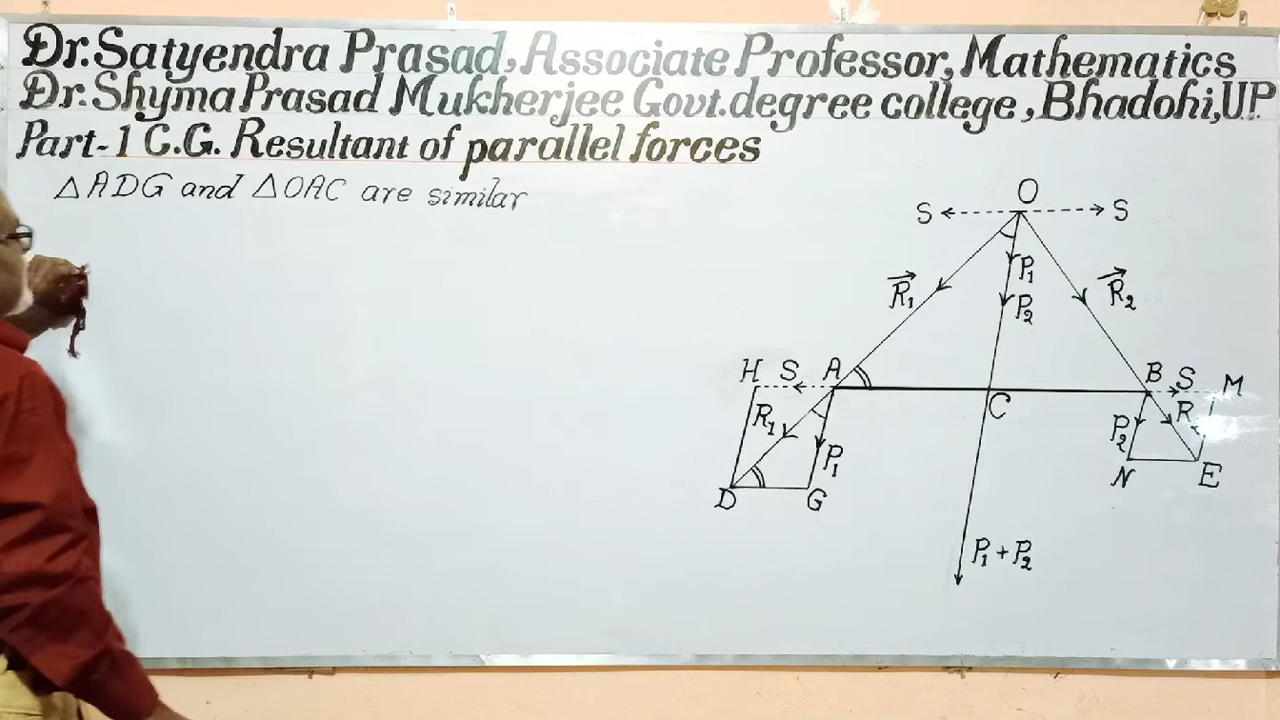 Dr. Satyendra Prasad, Associate Professor, Mathematics
Dr. Shyma Prasad Mukherjee Govt. degree college, Bhadohi, U.P.
Part-1 C.G. Resultant of parallel forces
△ADG and △OAC are similar
O
S S
P₁
R₁ P₂ R₂
H S A B S M
C
R₁ P₂ R
P₁
D G N E
P₁ + P₂